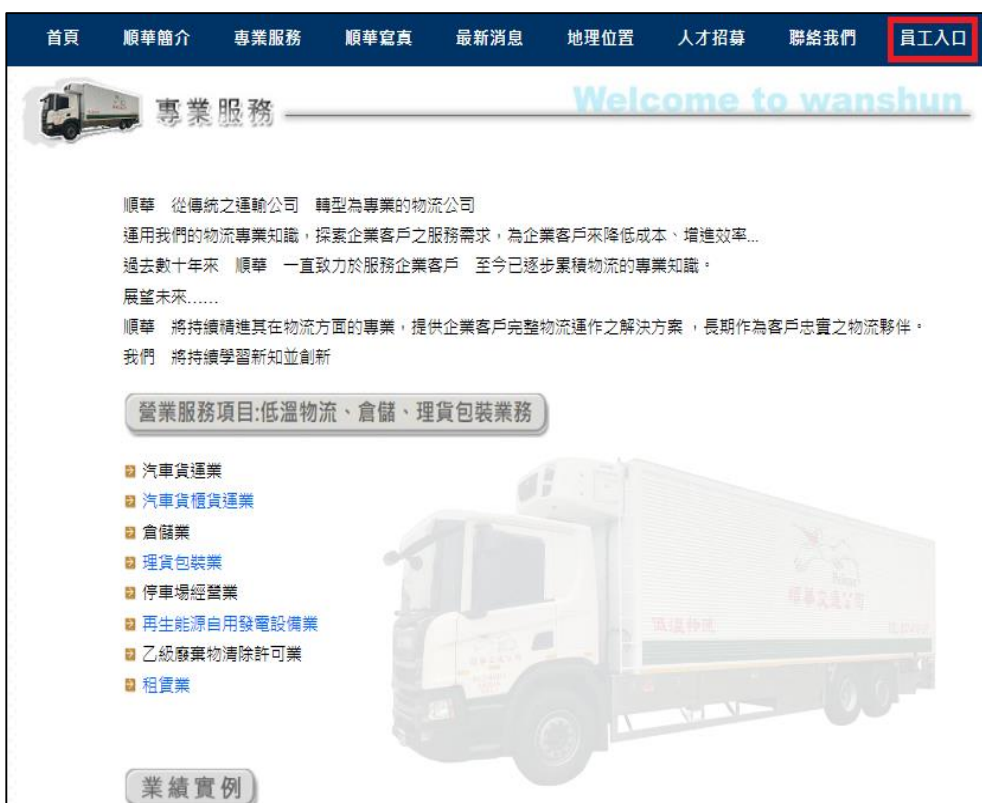 首頁 順華簡介 專業服務 順華寫真 最新消息 地理位置 人才招募 聯絡我們 員工入口
專業服務
Welcome to wanshun
順華 從傳統之運輸公司 轉型為專業的物流公司
運用我們的物流專業知識，探索企業客戶之服務需求，為企業客戶來降低成本、增進效率...
過去數十年來 順華 一直致力於服務企業客戶 至今已逐步累積物流的專業知識。
展望未來......
順華 將持續精進其在物流方面的專業，提供企業客戶完整物流運作之解決方案 ，長期作為客戶忠實之物流夥伴。
我們 將持續學習新知並創新
營業服務項目:低溫物流、倉儲、理貨包裝業務
汽車貨運業
汽車貨櫃貨運業
倉儲業
理貨包裝業
停車場經營業
再生能源自用發電設備業
乙級廢棄物清除許可業
租賃業
低溫物流
業績實例